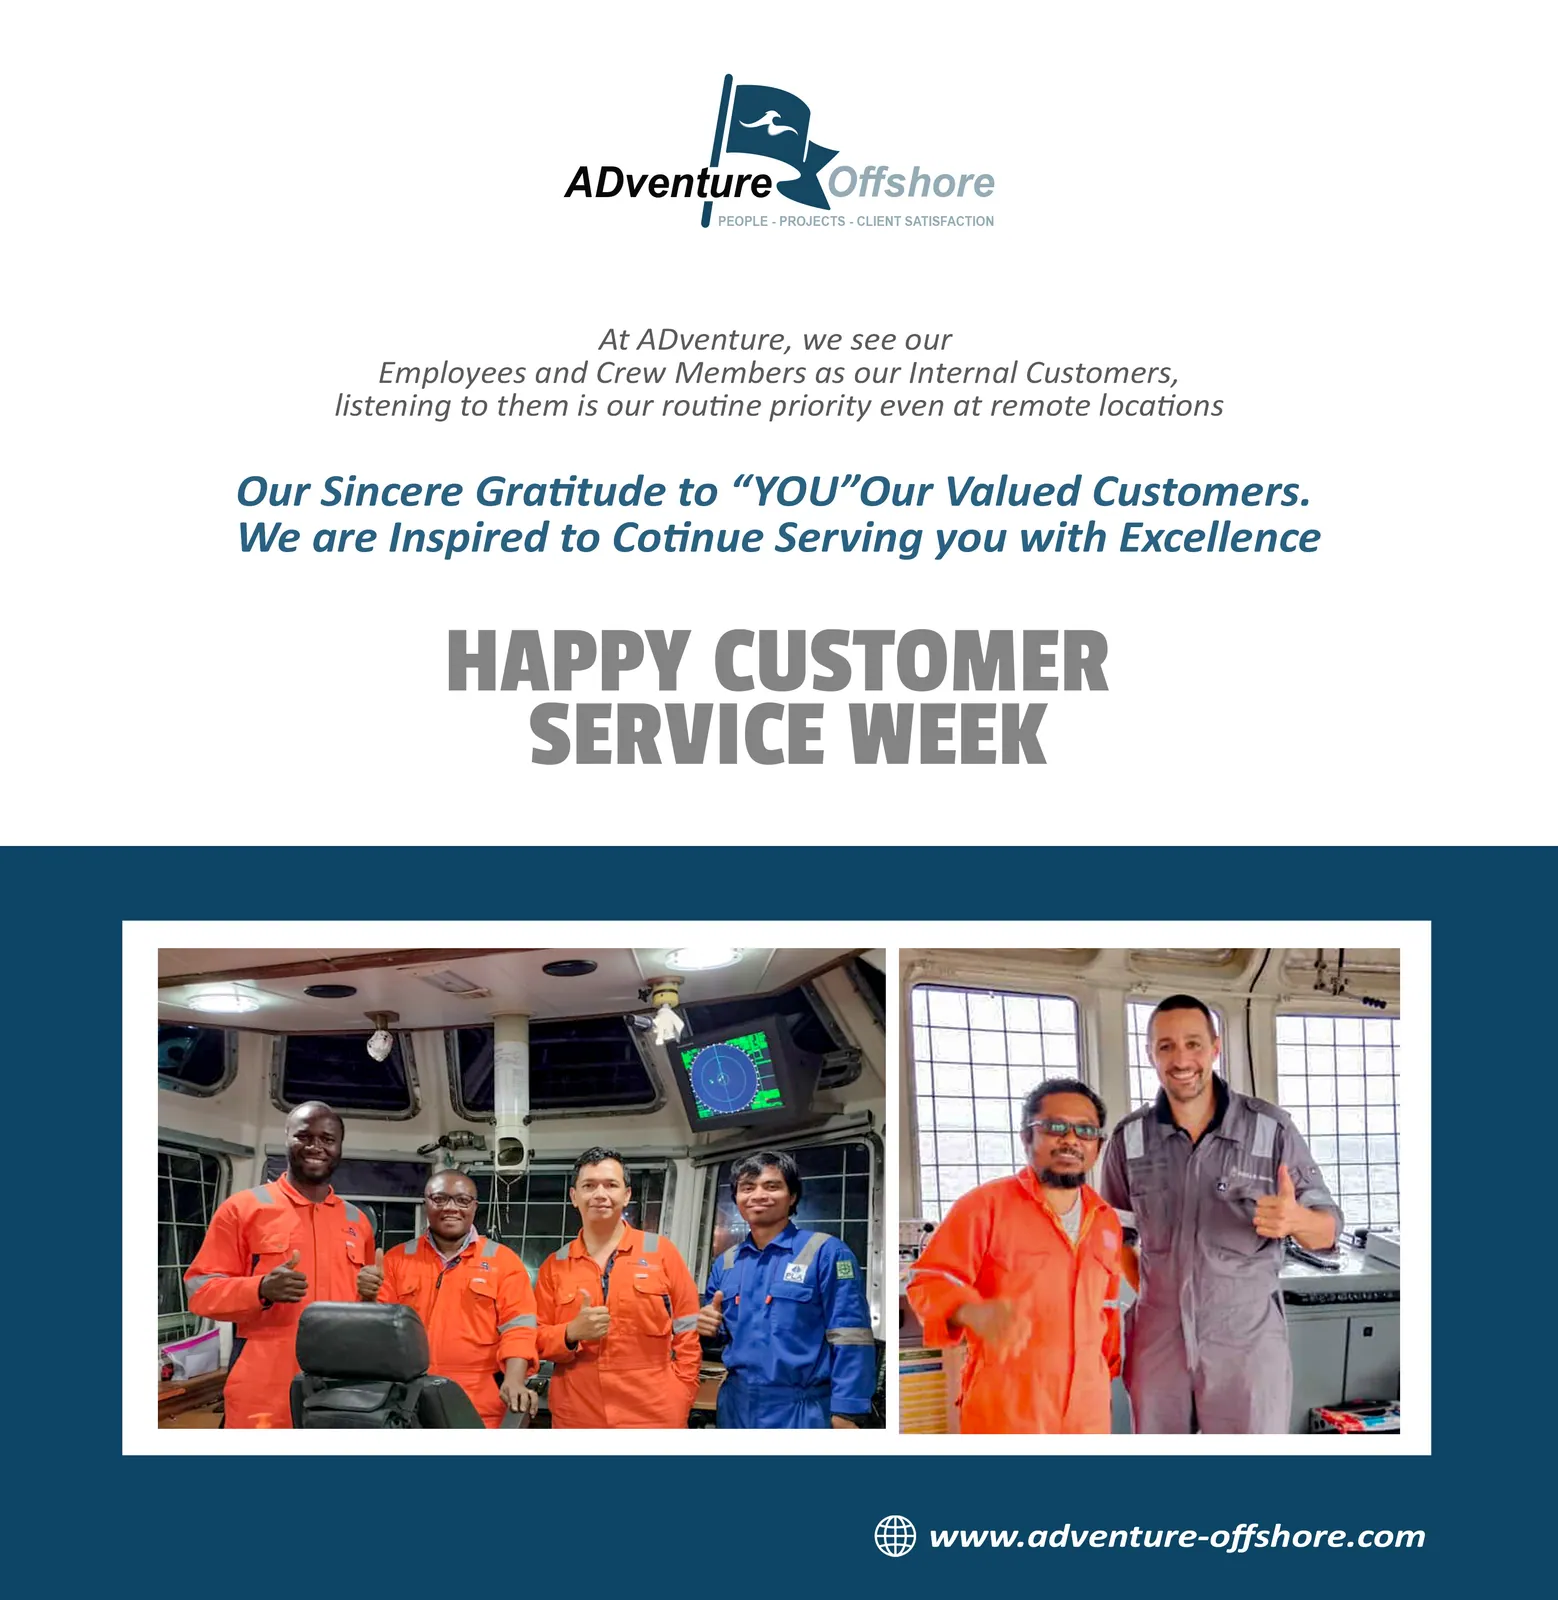 ADventure Offshore
PEOPLE - PROJECTS - CLIENT SATISFACTION
At ADventure, we see our
Employees and Crew Members as our Internal Customers,
listening to them is our routine priority even at remote locations
Our Sincere Gratitude to “YOU”Our Valued Customers.
We are Inspired to Cotinue Serving you with Excellence
HAPPY CUSTOMER
SERVICE WEEK
www.adventure-offshore.com